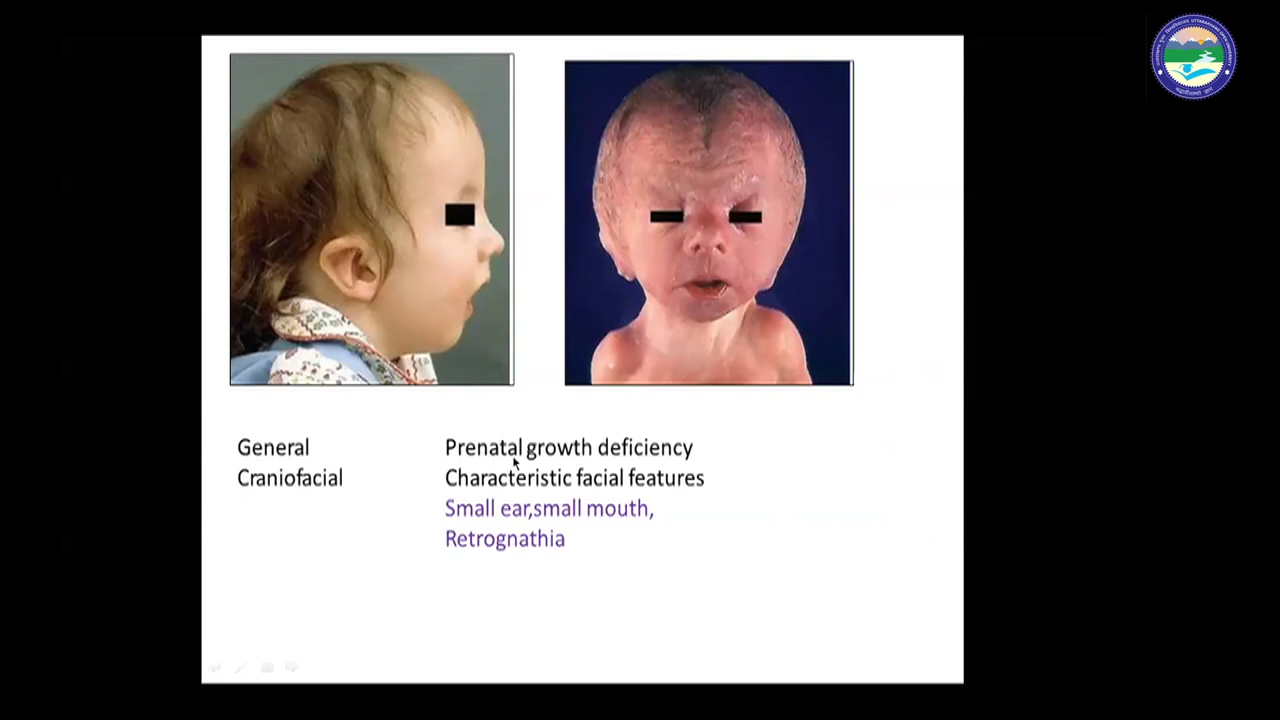 General Prenatal growth deficiency
Craniofacial Characteristic facial features
Small ear,small mouth,
Retrognathia